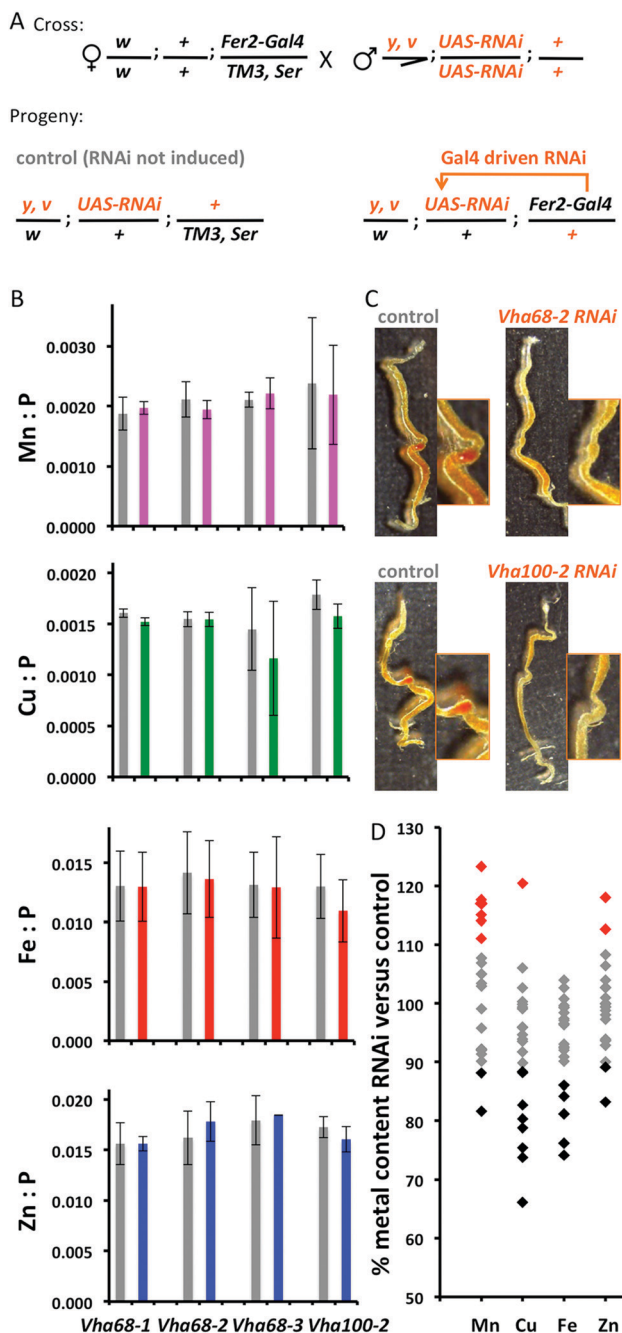 A Cross:
♀ w / w ; + / + ; Fer2-Gal4 / TM3, Ser X ♂ y, v ; UAS-RNAi / UAS-RNAi ; + / +
Progeny:
control (RNAi not induced)
Gal4 driven RNAi
y, v / w ; UAS-RNAi / + ; + / TM3, Ser
y, v / w ; UAS-RNAi / + ; Fer2-Gal4 / +
B
Mn : P
0.0030
0.0020
0.0010
0.0000
Cu : P
0.0020
0.0015
0.0010
0.0005
0.0000
Fe : P
0.015
0.010
0.005
0.000
Zn : P
0.020
0.015
0.010
0.005
0.000
Vha68-1 Vha68-2 Vha68-3 Vha100-2
C
control Vha68-2 RNAi
control Vha100-2 RNAi
D
% metal content RNAi versus control
130
120
110
100
90
80
70
60
50
Mn Cu Fe Zn